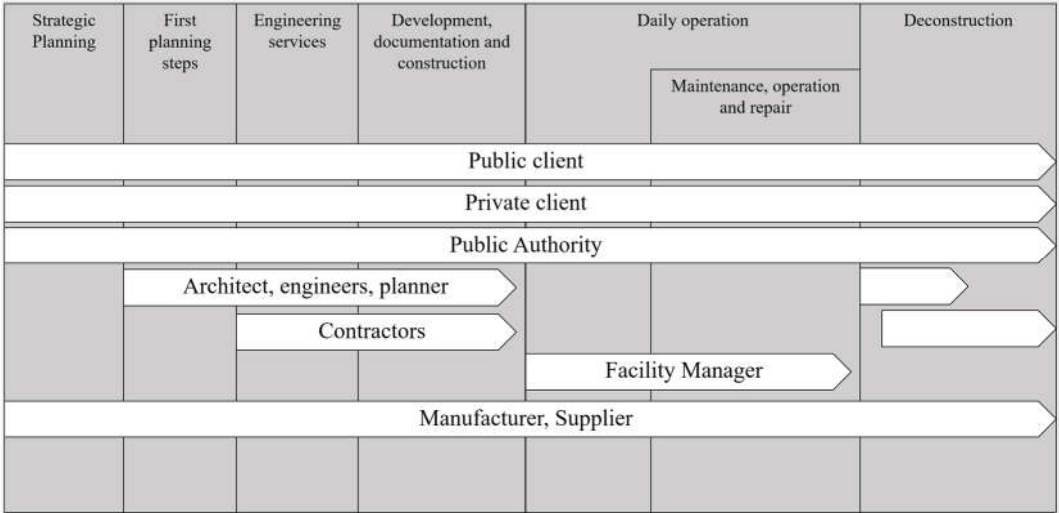 Strategic
Planning
First
planning
steps
Engineering
services
Development,
documentation and
construction
Daily operation
Maintenance, operation
and repair
Deconstruction
Public client
Private client
Public Authority
Architect, engineers, planner
Contractors
Facility Manager
Manufacturer, Supplier